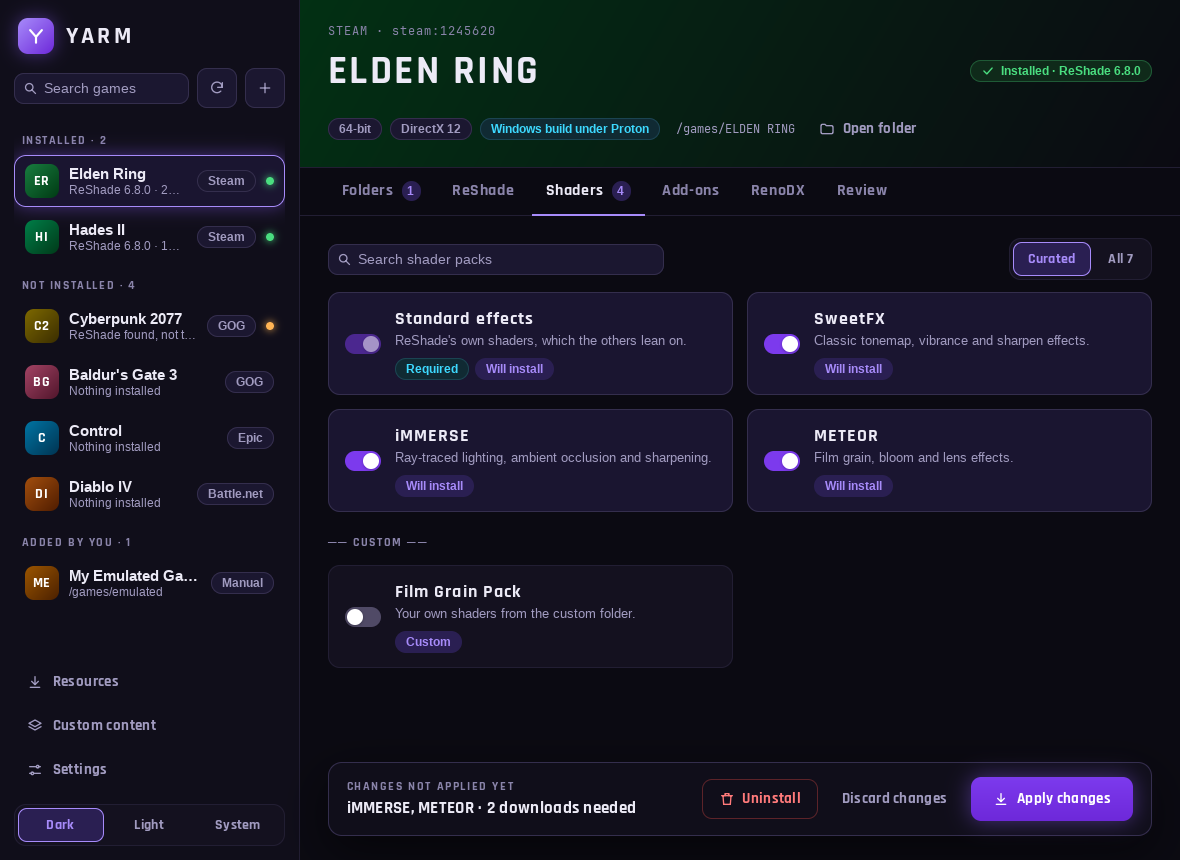 Y YARM
Search games
INSTALLED · 2
ER Elden Ring
ReShade 6.8.0 · 2… Steam
HI Hades II
ReShade 6.8.0 · 1… Steam
NOT INSTALLED · 4
C2 Cyberpunk 2077
ReShade found, not t… GOG
BG Baldur's Gate 3
Nothing installed GOG
C Control
Nothing installed Epic
DI Diablo IV
Nothing installed Battle.net
ADDED BY YOU · 1
ME My Emulated Ga…
/games/emulated Manual
Resources
Custom content
Settings
Dark Light System
STEAM · steam:1245620
ELDEN RING
Installed · ReShade 6.8.0
64-bit DirectX 12 Windows build under Proton /games/ELDEN RING Open folder
Folders 1 ReShade Shaders 4 Add-ons RenoDX Review
Search shader packs Curated All 7
Standard effects
ReShade's own shaders, which the others lean on.
Required Will install
SweetFX
Classic tonemap, vibrance and sharpen effects.
Will install
iMMERSE
Ray-traced lighting, ambient occlusion and sharpening.
Will install
METEOR
Film grain, bloom and lens effects.
Will install
—— CUSTOM ——
Film Grain Pack
Your own shaders from the custom folder.
Custom
CHANGES NOT APPLIED YET
iMMERSE, METEOR · 2 downloads needed
Uninstall Discard changes Apply changes